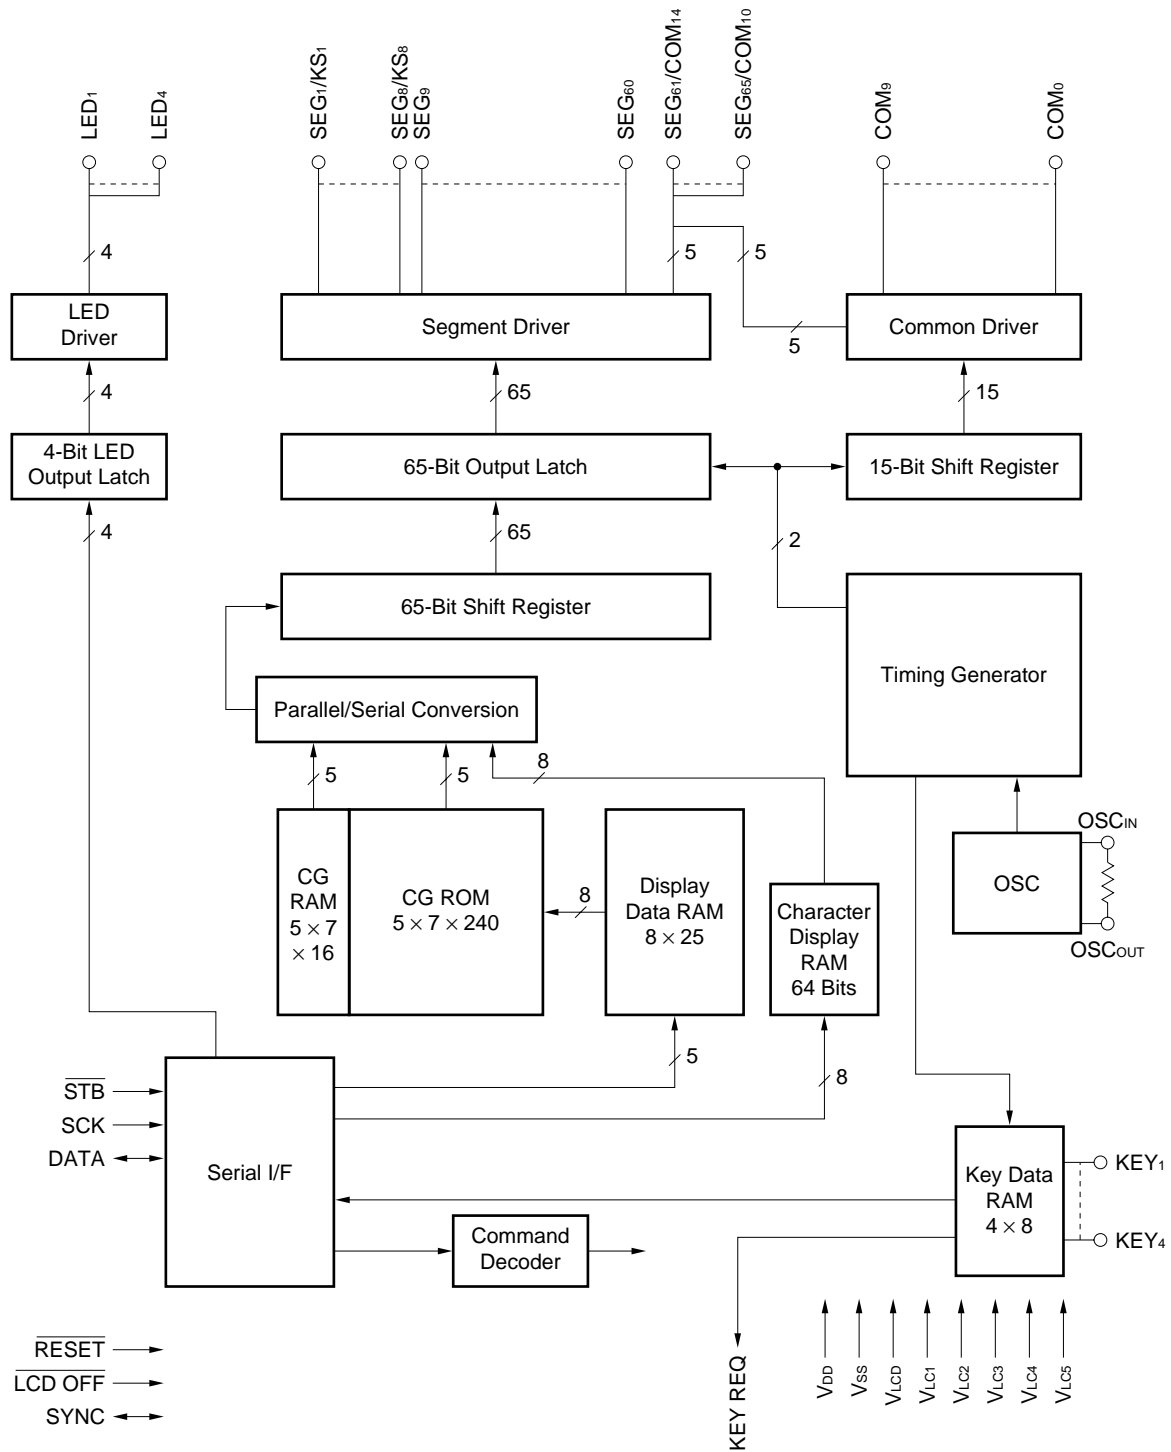 LED1
LED4
SEG1/KS1
SEG8/KS8
SEG9
SEG60
SEG61/COM14
SEG65/COM10
COM9
COM0
4
5
5
LED
Driver
Segment Driver
5
Common Driver
4
65
15
4-Bit LED
Output Latch
65-Bit Output Latch
15-Bit Shift Register
4
65
2
65-Bit Shift Register
Timing Generator
Parallel/Serial Conversion
5
5
8
CG
RAM
5 × 7
× 16
CG ROM
5 × 7 × 240
8
Display
Data RAM
8 × 25
Character
Display
RAM
64 Bits
OSC
OSCIN
OSCOUT
5
8
STB
SCK
DATA
Serial I/F
Key Data
RAM
4 × 8
KEY1
KEY4
Command
Decoder
RESET
LCD OFF
SYNC
KEY REQ
VDD
VSS
VLCD
VLC1
VLC2
VLC3
VLC4
VLC5